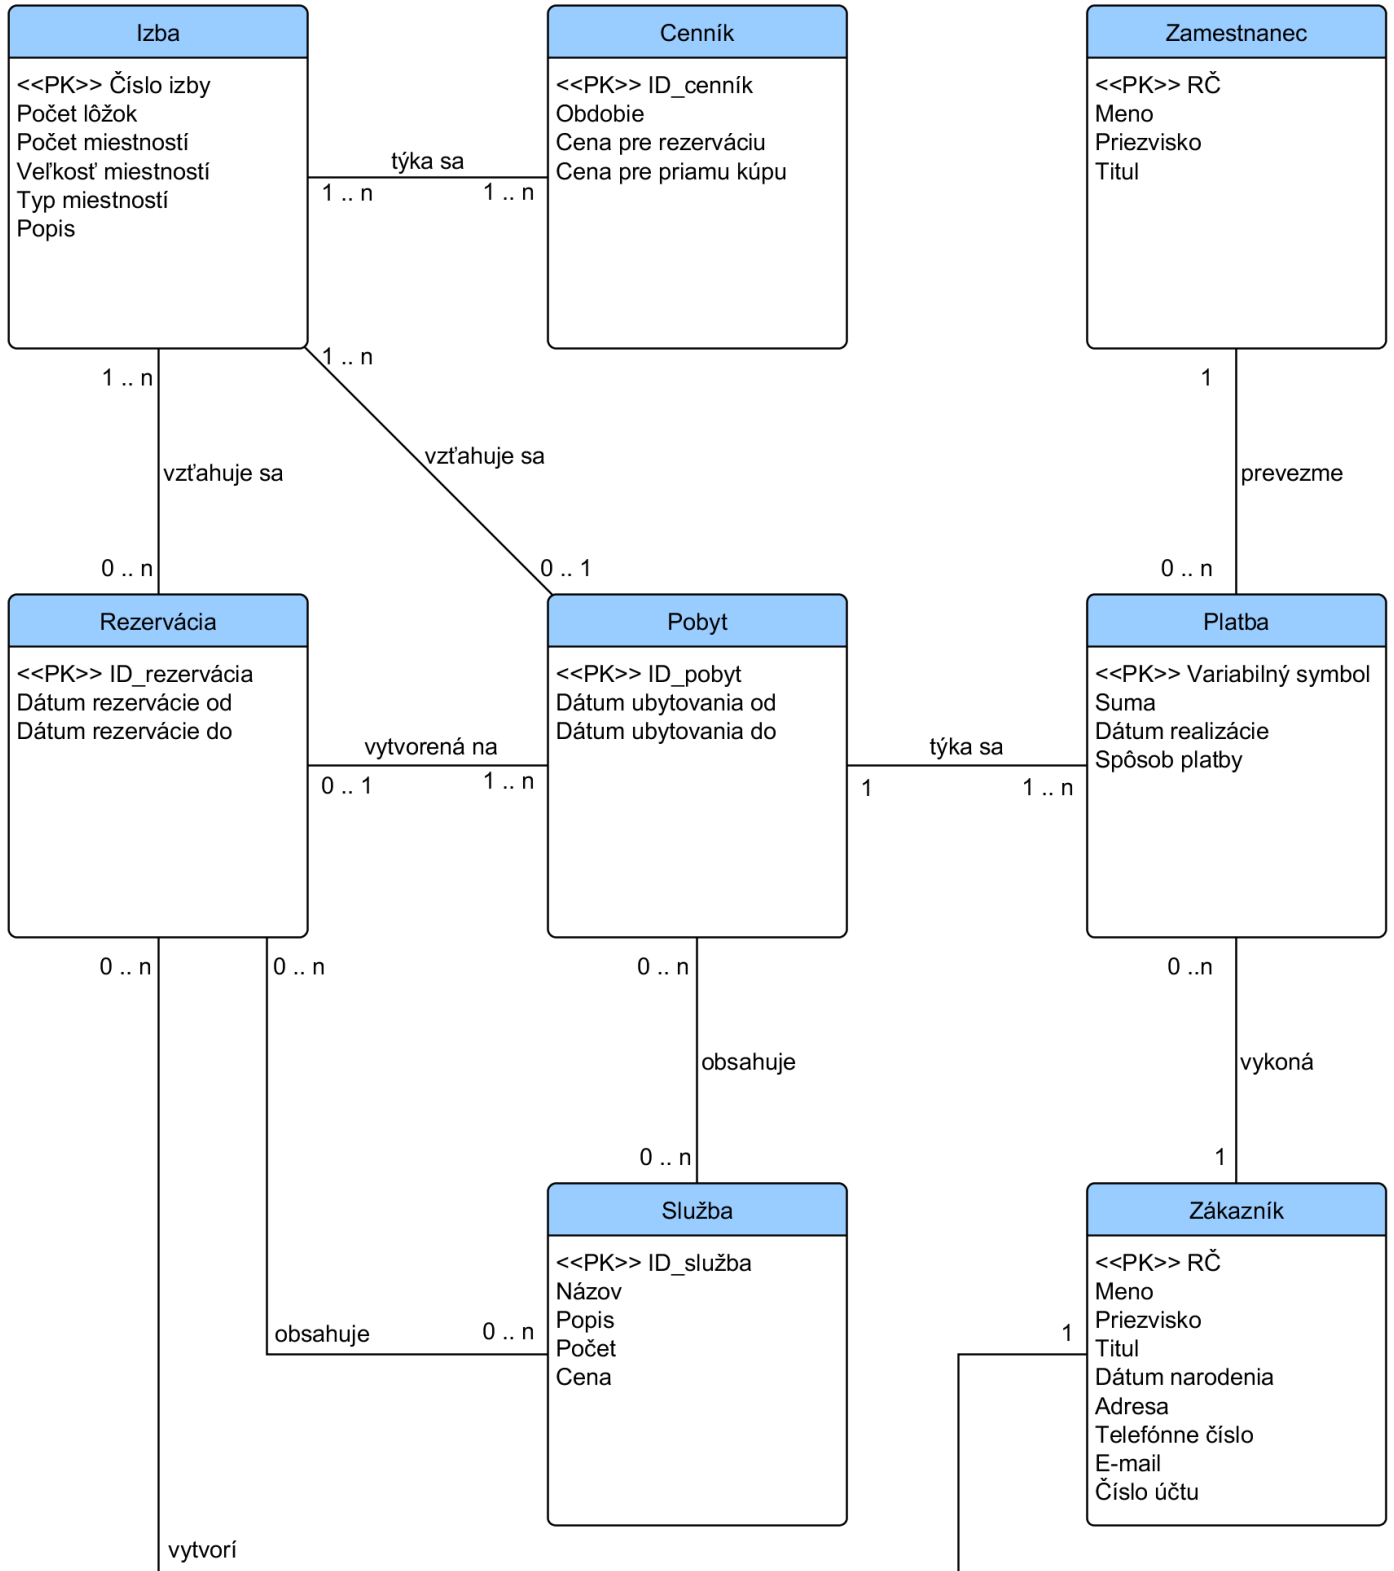 Izba
<<PK>> Číslo izby
Počet lôžok
Počet miestností
Veľkosť miestností
Typ miestností
Popis
týka sa
1 .. n
1 .. n
Cenník
<<PK>> ID_cenník
Obdobie
Cena pre rezerváciu
Cena pre priamu kúpu
Zamestnanec
<<PK>> RČ
Meno
Priezvisko
Titul
1 .. n
vzťahuje sa
0 .. n
1 .. n
vzťahuje sa
0 .. 1
1
prevezme
0 .. n
Rezervácia
<<PK>> ID_rezervácia
Dátum rezervácie od
Dátum rezervácie do
vytvorená na
0 .. 1
1 .. n
Pobyt
<<PK>> ID_pobyt
Dátum ubytovania od
Dátum ubytovania do
týka sa
1
1 .. n
Platba
<<PK>> Variabilný symbol
Suma
Dátum realizácie
Spôsob platby
0 .. n
0 .. n
0 .. n
obsahuje
0 .. n
0 ..n
vykoná
1
Služba
<<PK>> ID_služba
Názov
Popis
Počet
Cena
obsahuje
0 .. n
Zákazník
<<PK>> RČ
Meno
Priezvisko
Titul
Dátum narodenia
Adresa
Telefónne číslo
E-mail
Číslo účtu
1
vytvorí